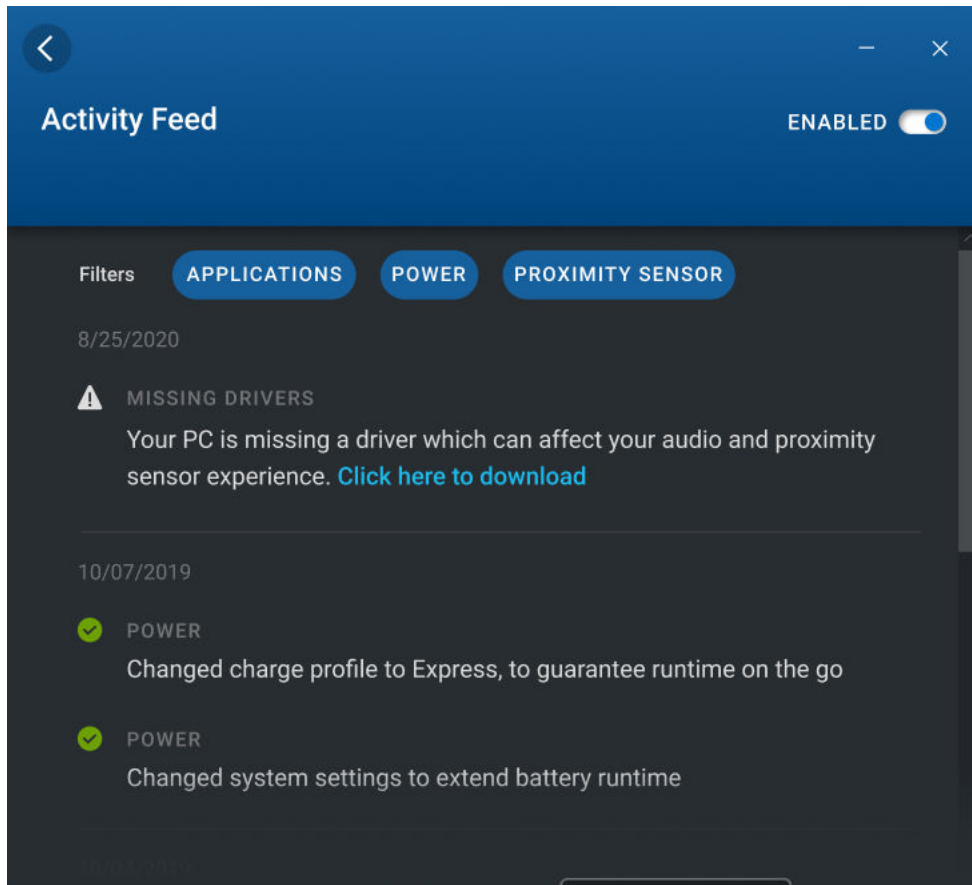 Activity Feed
ENABLED
Filters APPLICATIONS POWER PROXIMITY SENSOR
8/25/2020
MISSING DRIVERS
Your PC is missing a driver which can affect your audio and proximity
sensor experience. Click here to download
10/07/2019
POWER
Changed charge profile to Express, to guarantee runtime on the go
POWER
Changed system settings to extend battery runtime